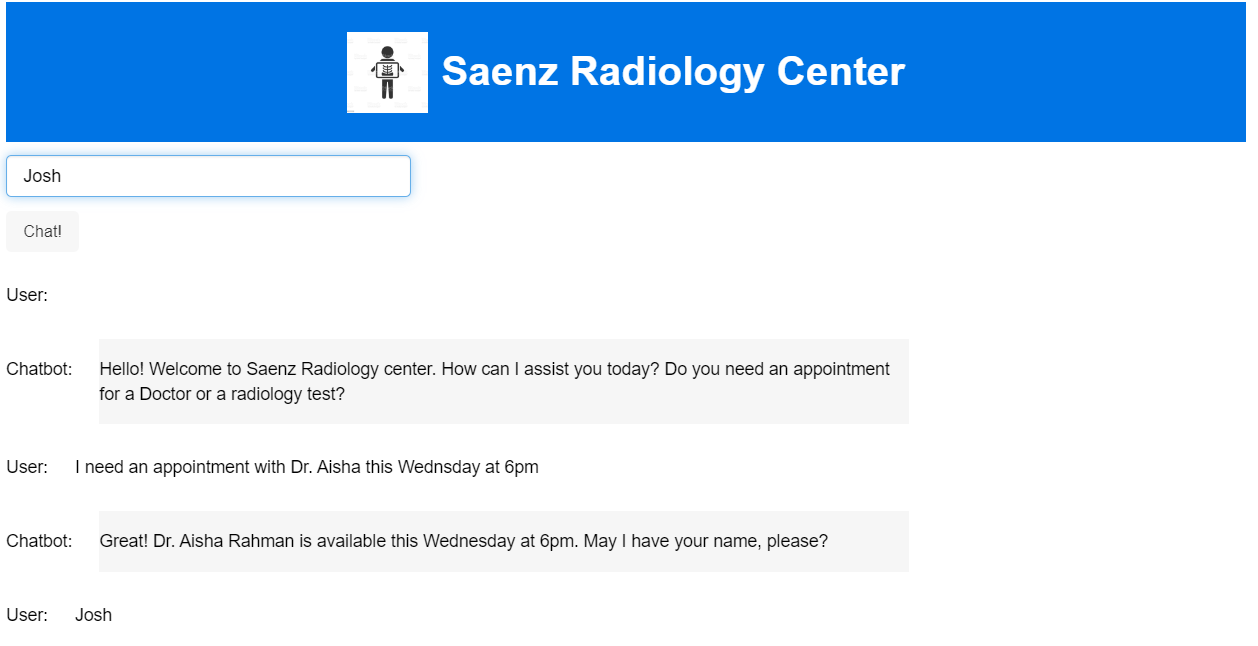 Saenz Radiology Center
Josh
Chat!
User:
Chatbot: Hello! Welcome to Saenz Radiology center. How can I assist you today? Do you need an appointment
for a Doctor or a radiology test?
User: I need an appointment with Dr. Aisha this Wednsday at 6pm
Chatbot: Great! Dr. Aisha Rahman is available this Wednesday at 6pm. May I have your name, please?
User: Josh